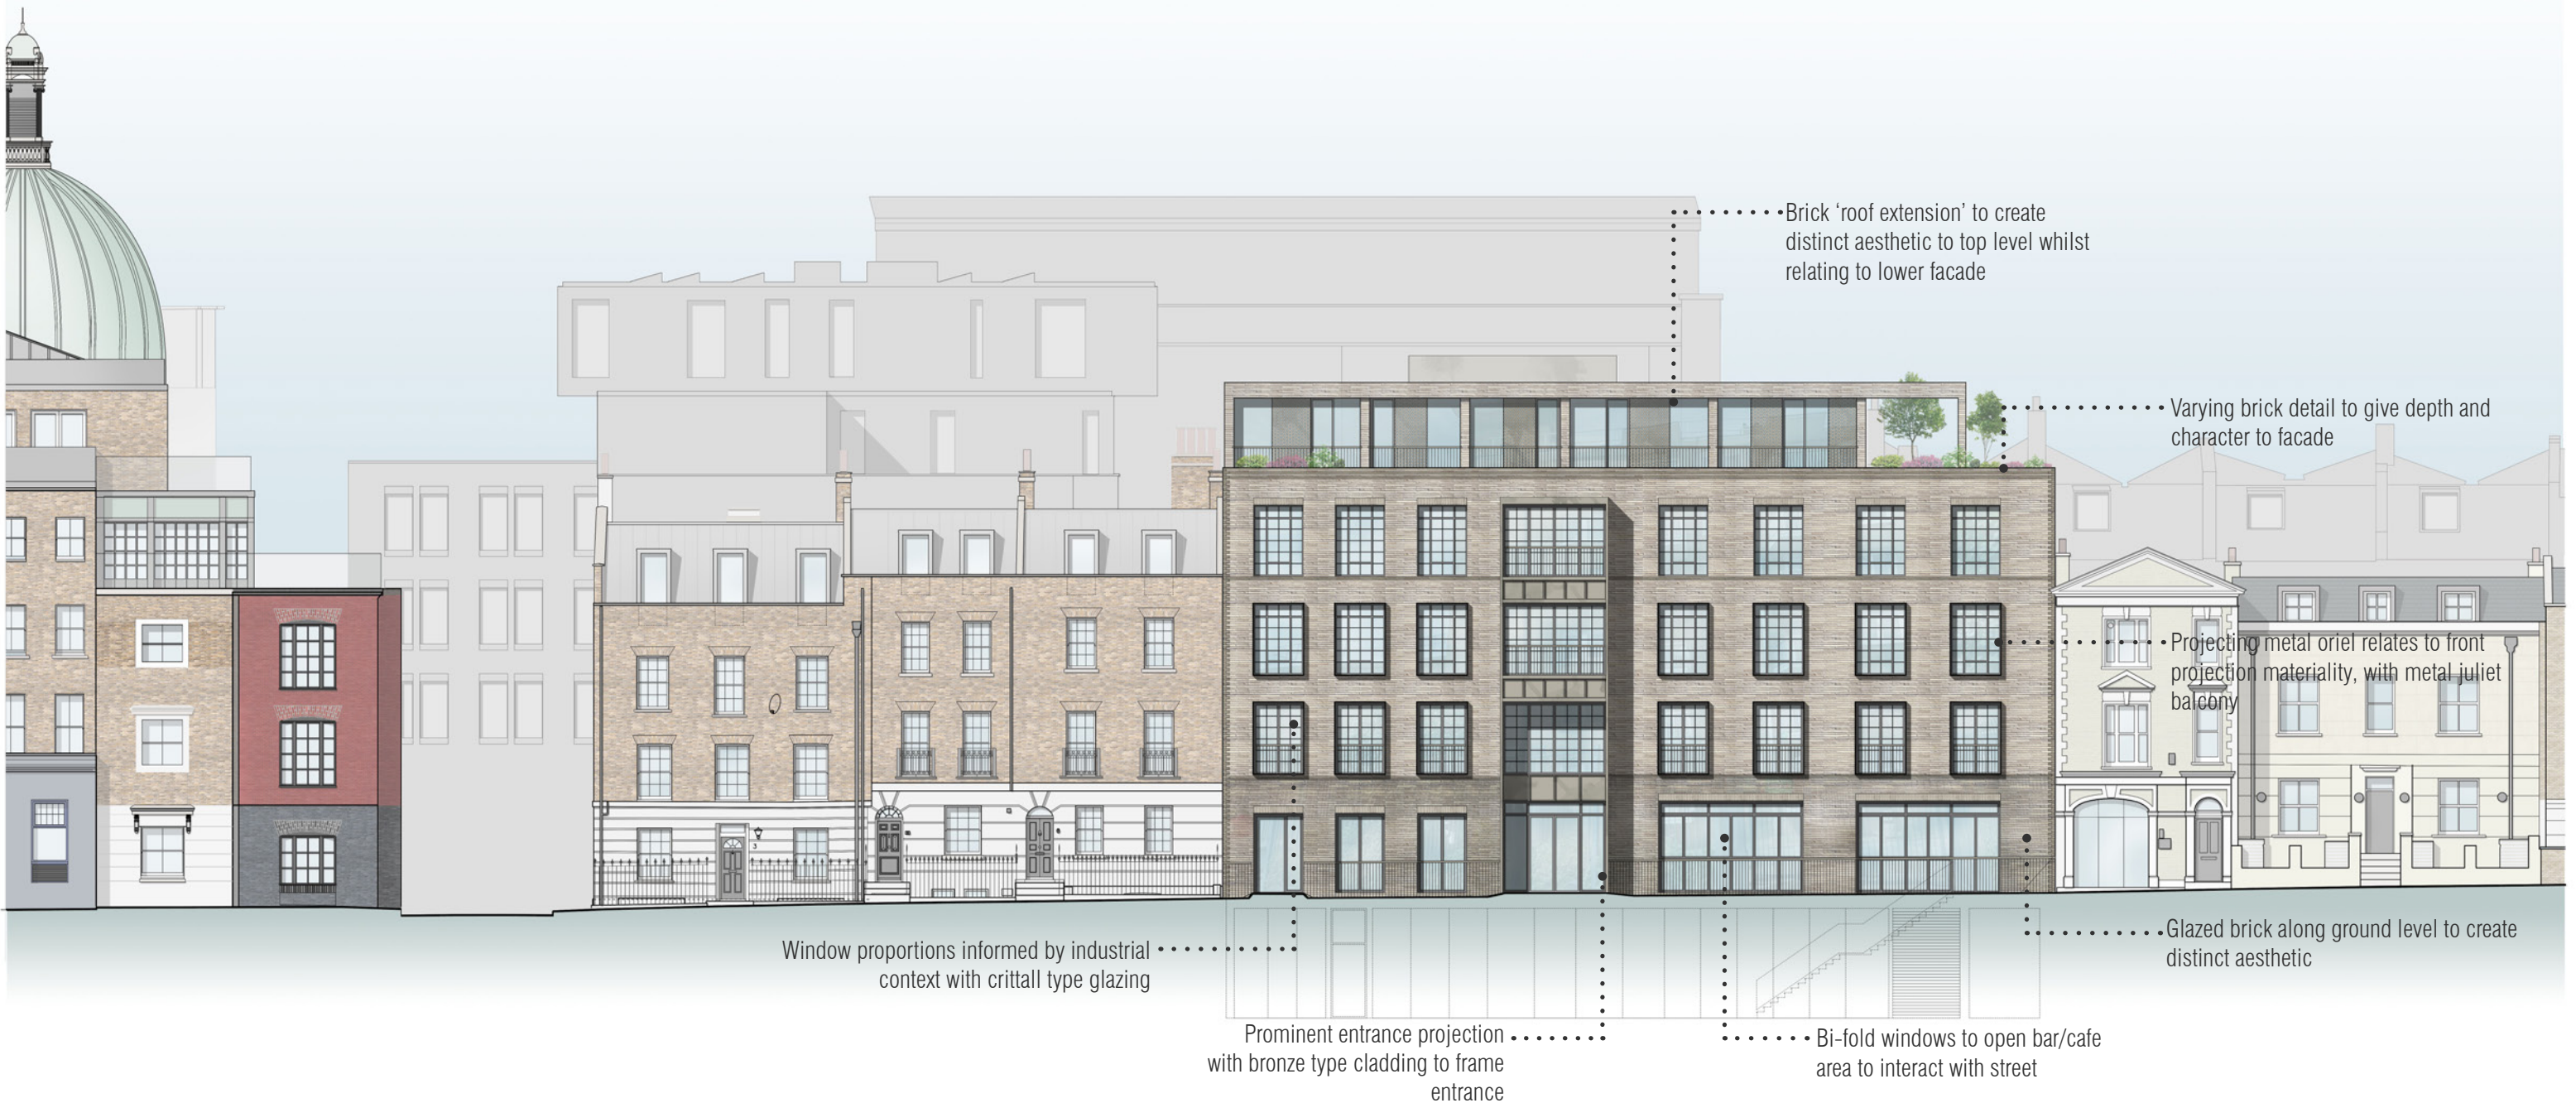 Brick ‘roof extension’ to create
distinct aesthetic to top level whilst
relating to lower facade
Varying brick detail to give depth and
character to facade
Projecting metal oriel relates to front
projection materiality, with metal juliet
balcony
3
Glazed brick along ground level to create
distinct aesthetic
Window proportions informed by industrial
context with crittall type glazing
Prominent entrance projection
with bronze type cladding to frame
entrance
Bi-fold windows to open bar/cafe
area to interact with street